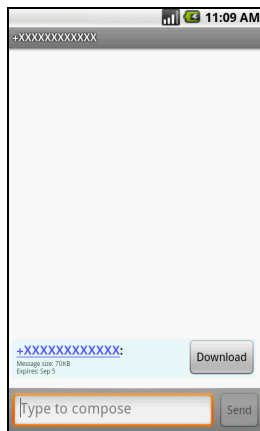 11:09 AM
+XXXXXXXXXXXX
+XXXXXXXXXXXX:
Message size: 70KB
Expires: Sep 5
Download
Type to compose
Send